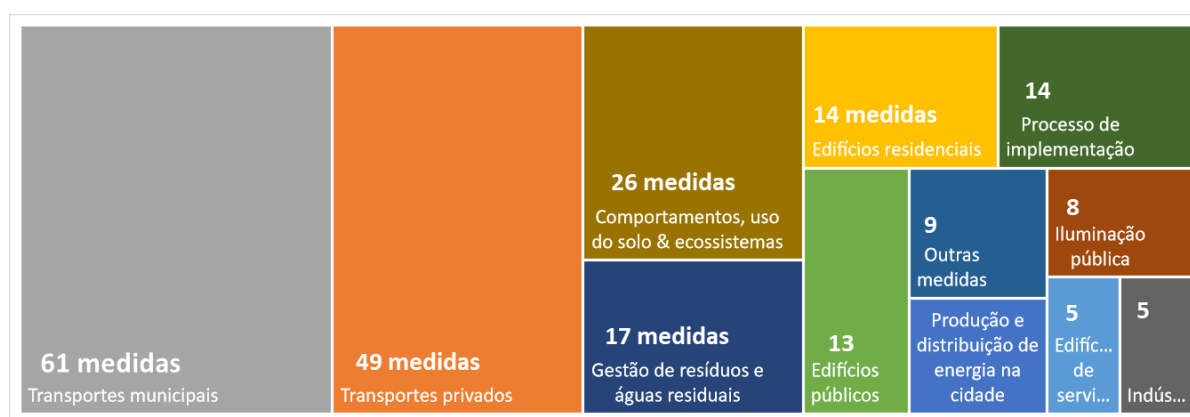 61 medidas
Transportes municipais
49 medidas
Transportes privados
26 medidas
Comportamentos, uso
do solo & ecossistemas
17 medidas
Gestão de resíduos e
águas residuais
14 medidas
Edifícios residenciais
14
Processo de
implementação
13
Edifícios
públicos
9
Outras
medidas
Produção e
distribuição de
energia na
cidade
8
Iluminação
pública
5
Edifíc...
de
servi...
5
Indús...